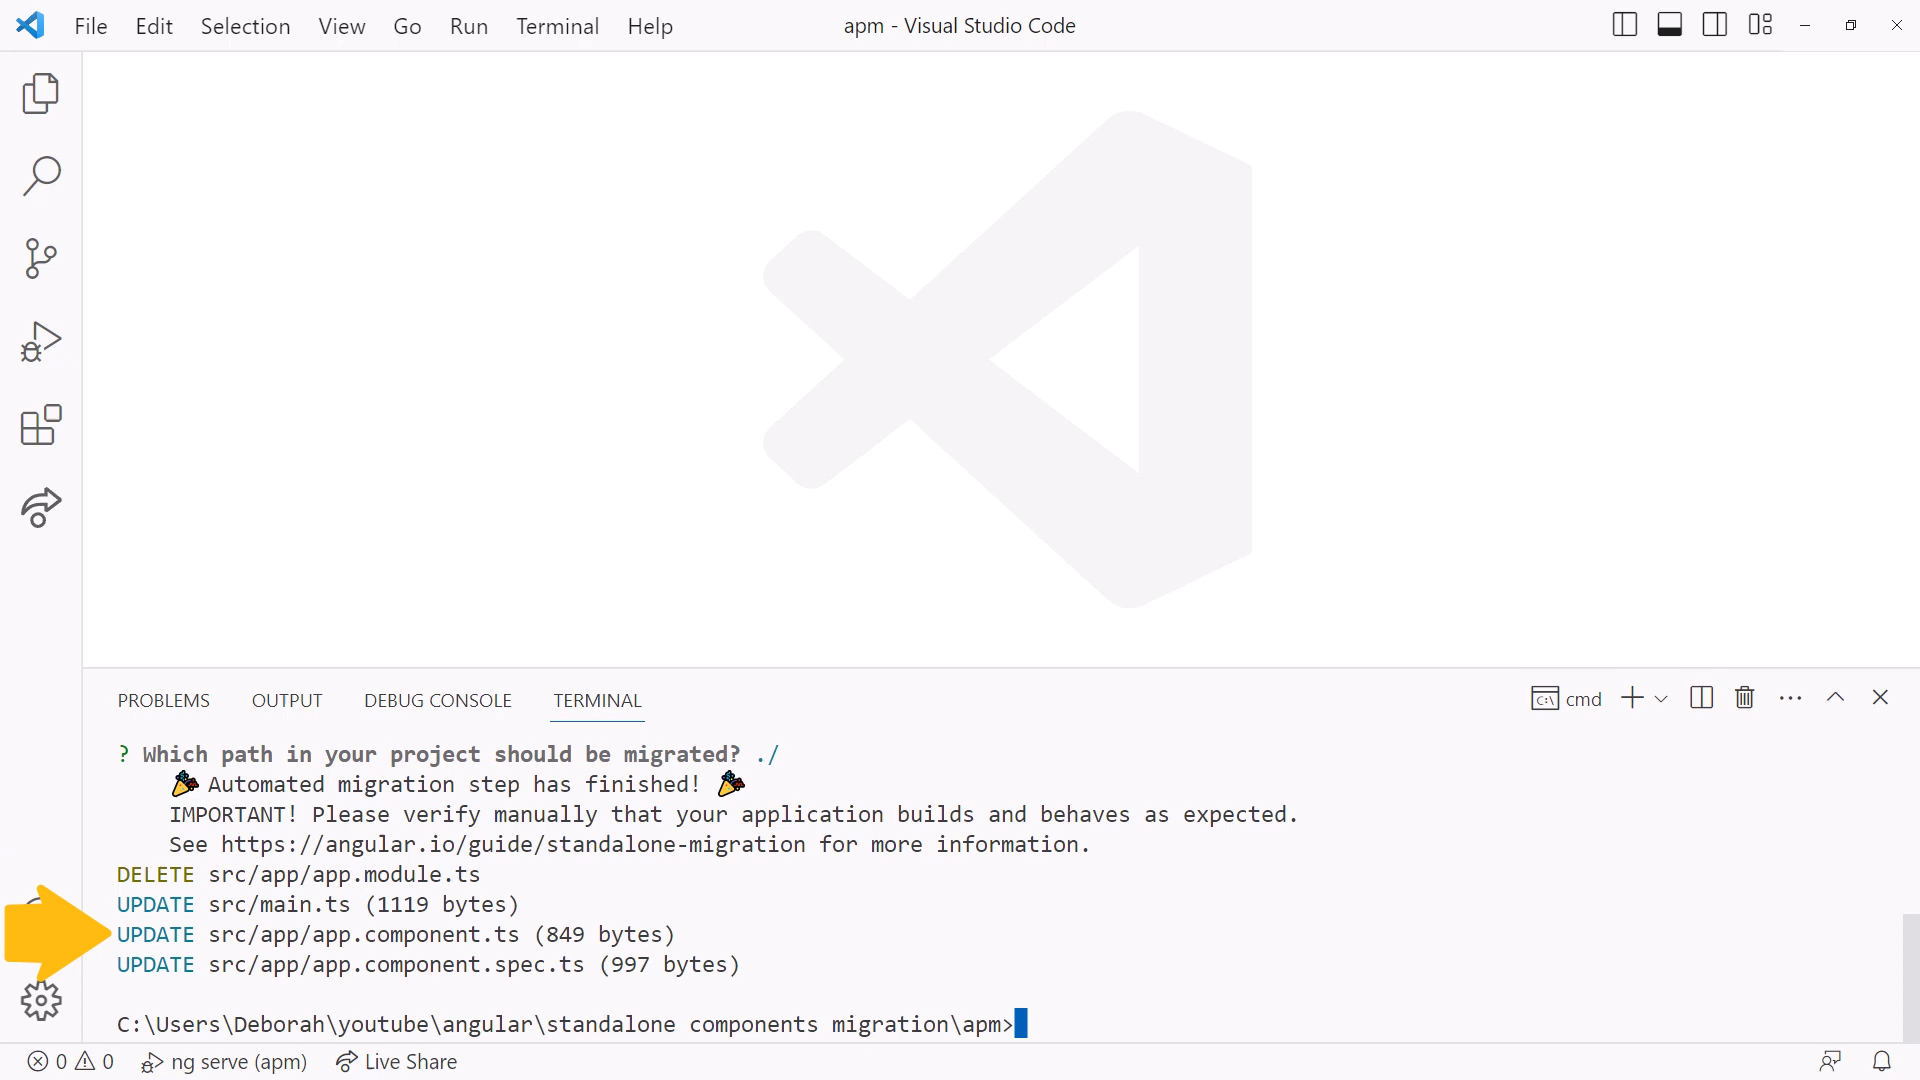 File Edit Selection View Go Run Terminal Help apm - Visual Studio Code
PROBLEMS OUTPUT DEBUG CONSOLE TERMINAL cmd
? Which path in your project should be migrated? ./
🎉 Automated migration step has finished! 🎉
IMPORTANT! Please verify manually that your application builds and behaves as expected.
See https://angular.io/guide/standalone-migration for more information.
DELETE src/app/app.module.ts
UPDATE src/main.ts (1119 bytes)
UPDATE src/app/app.component.ts (849 bytes)
UPDATE src/app/app.component.spec.ts (997 bytes)
C:\Users\Deborah\youtube\angular\standalone components migration\apm>
0 0 ng serve (apm) Live Share